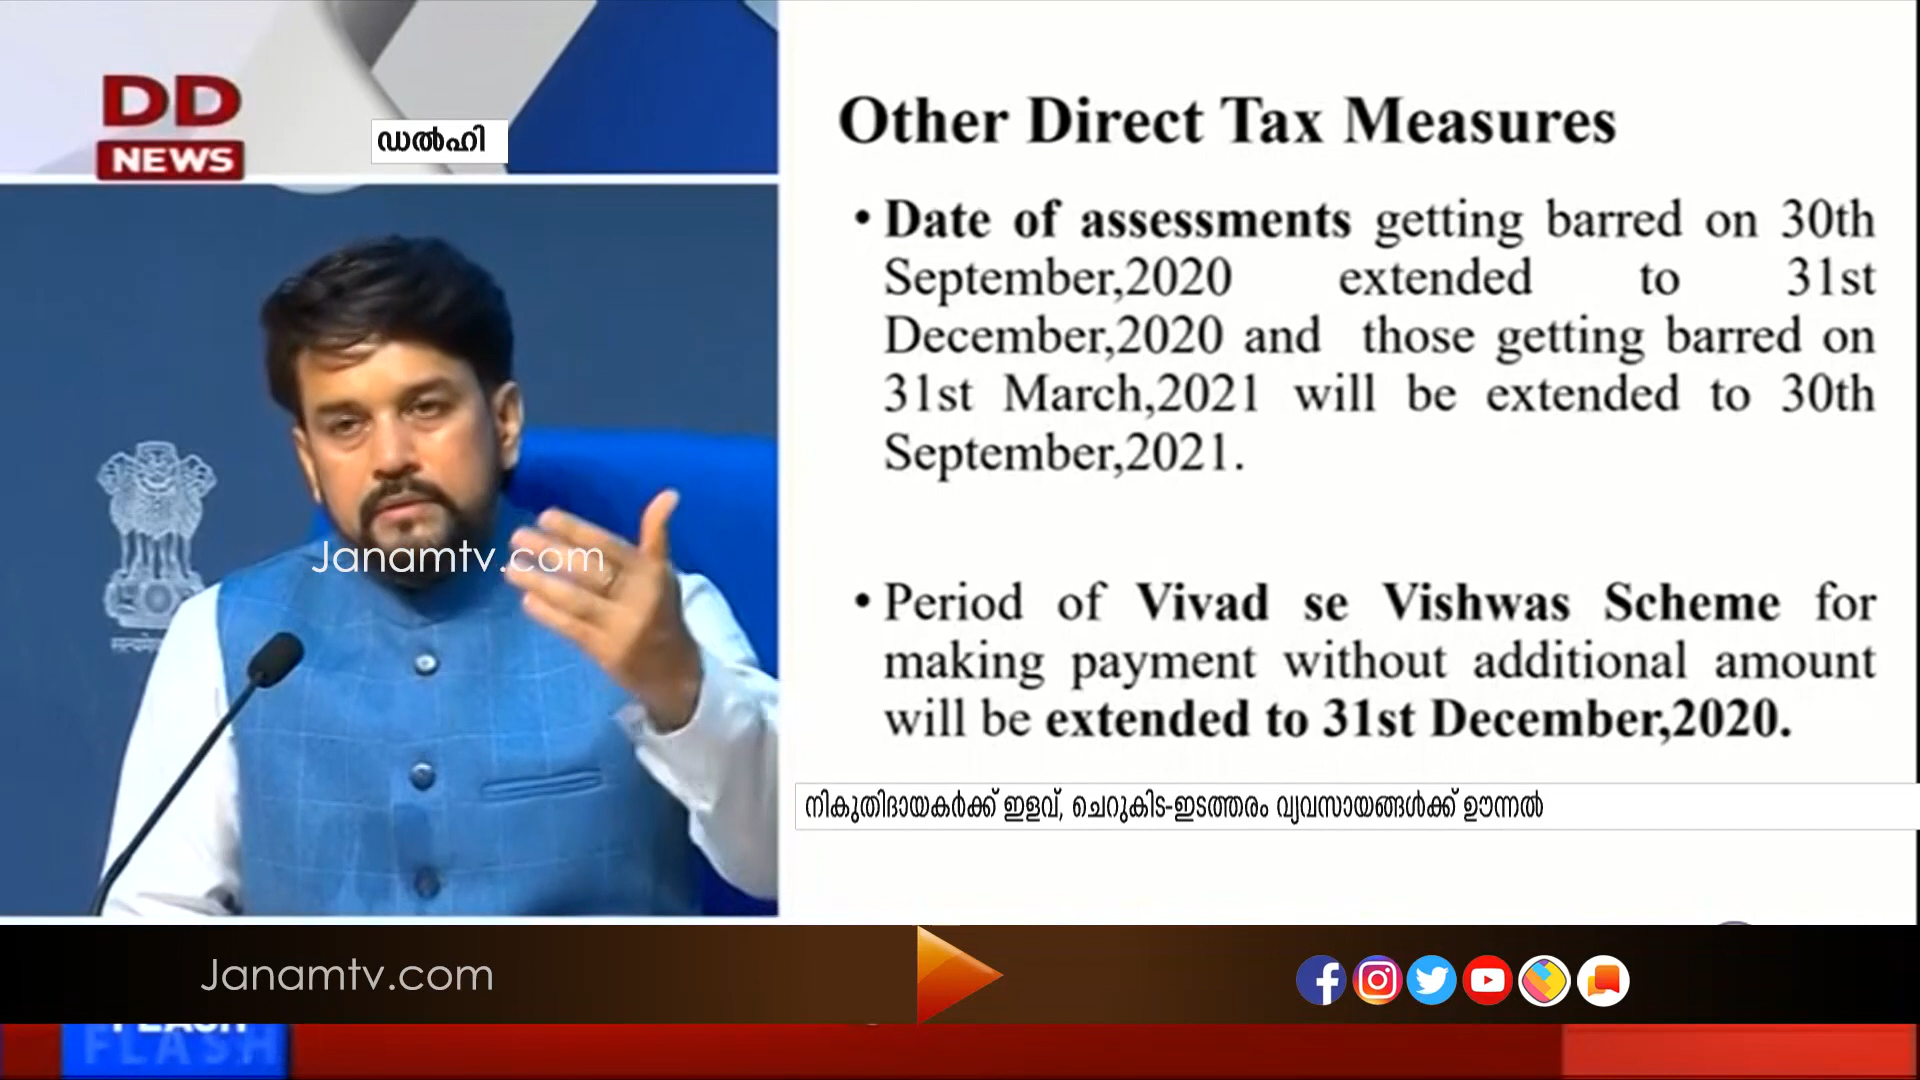 DD
NEWS
ഡൽഹി
Other Direct Tax Measures
• Date of assessments getting barred on 30th
September,2020 extended to 31st
December,2020 and those getting barred on
31st March,2021 will be extended to 30th
September,2021.
Janamtv.com
• Period of Vivad se Vishwas Scheme for
making payment without additional amount
will be extended to 31st December,2020.
നികുതിദായകർക്ക് ഇളവ്, ചെറുകിട-ഇടത്തരം വ്യവസായങ്ങൾക്ക് ഊന്നൽ
Janamtv.com
FLASH
FLASH